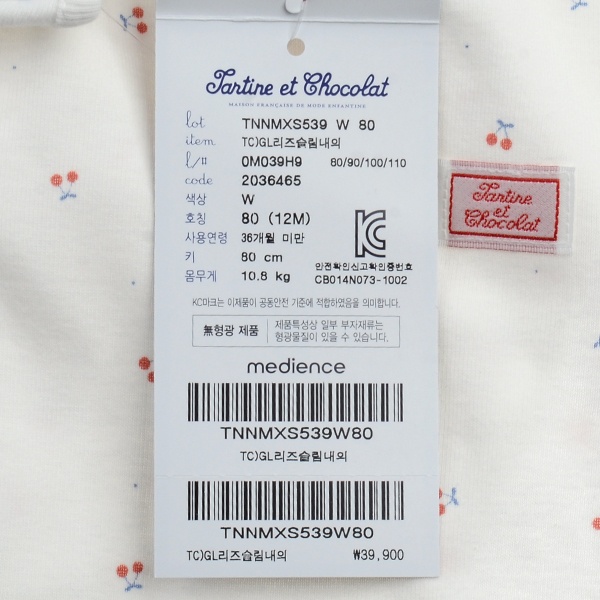 Tartine et Chocolat
MAISON FRANÇAISE DE MODE ENFANTINE
lot TNNMXS539 W 80
item TC)GL리즈슬림내의
l/# 0M039H9 80/90/100/110
code 2036465
색상 W
호칭 80 (12M)
사용연령 36개월 미만
키 80 cm
몸무게 10.8 kg
KC
안전확인신고확인증번호
CB014N073-1002
KC마크는 이제품이 공통안전 기준에 적합하였음을 의미합니다.
無형광 제품
제품특성상 일부 부자재류는
형광물질이 있을 수 있습니다.
medience
TNNMXS539W80
TC)GL리즈슬림내의
TNNMXS539W80
TC)GL리즈슬림내의 ₩39,900
Tartine
et
Chocolat